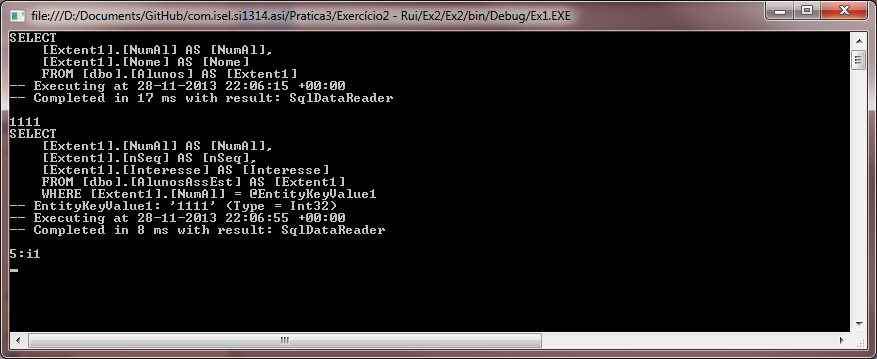 file:///D:/Documents/GitHub/com.isel.si1314.asi/Pratica3/Exercício2 - Rui/Ex2/Ex2/bin/Debug/Ex1.EXE
SELECT
    [Extent1].[NumAl] AS [NumAl],
    [Extent1].[Nome] AS [Nome]
    FROM [dbo].[Alunos] AS [Extent1]
-- Executing at 28-11-2013 22:06:15 +00:00
-- Completed in 17 ms with result: SqlDataReader

1111
SELECT
    [Extent1].[NumAl] AS [NumAl],
    [Extent1].[nSeq] AS [nSeq],
    [Extent1].[Interesse] AS [Interesse]
    FROM [dbo].[AlunosAssEst] AS [Extent1]
    WHERE [Extent1].[NumAl] = @EntityKeyValue1
-- EntityKeyValue1: '1111' (Type = Int32)
-- Executing at 28-11-2013 22:06:55 +00:00
-- Completed in 8 ms with result: SqlDataReader

5:i1